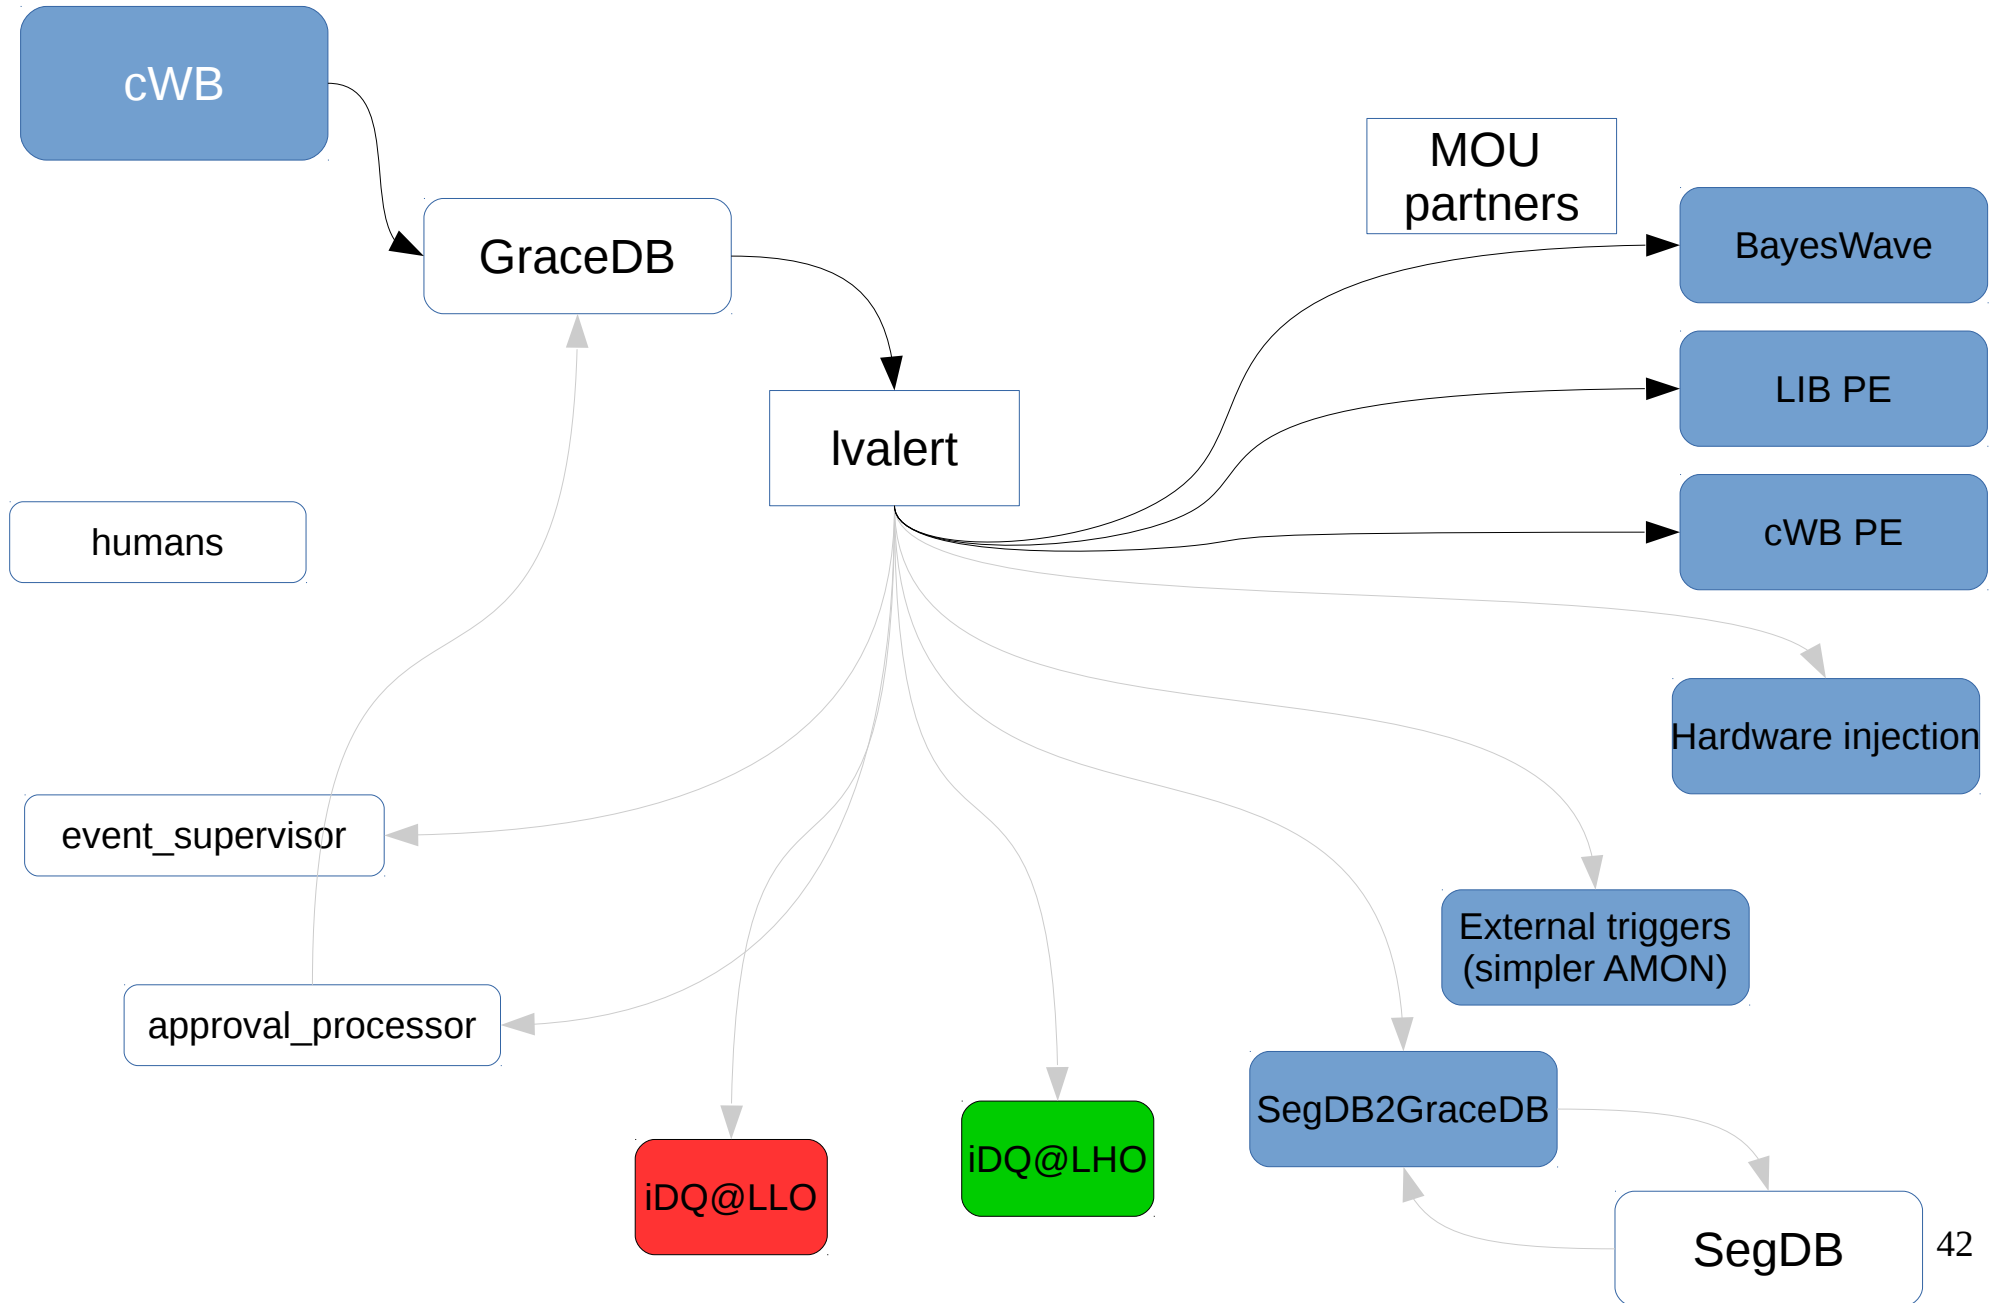 cWB
MOU
partners
GraceDB
BayesWave
LIB PE
lvalert
cWB PE
humans
Hardware injection
event_supervisor
External triggers
(simpler AMON)
approval_processor
SegDB2GraceDB
iDQ@LHO
iDQ@LLO
SegDB
42